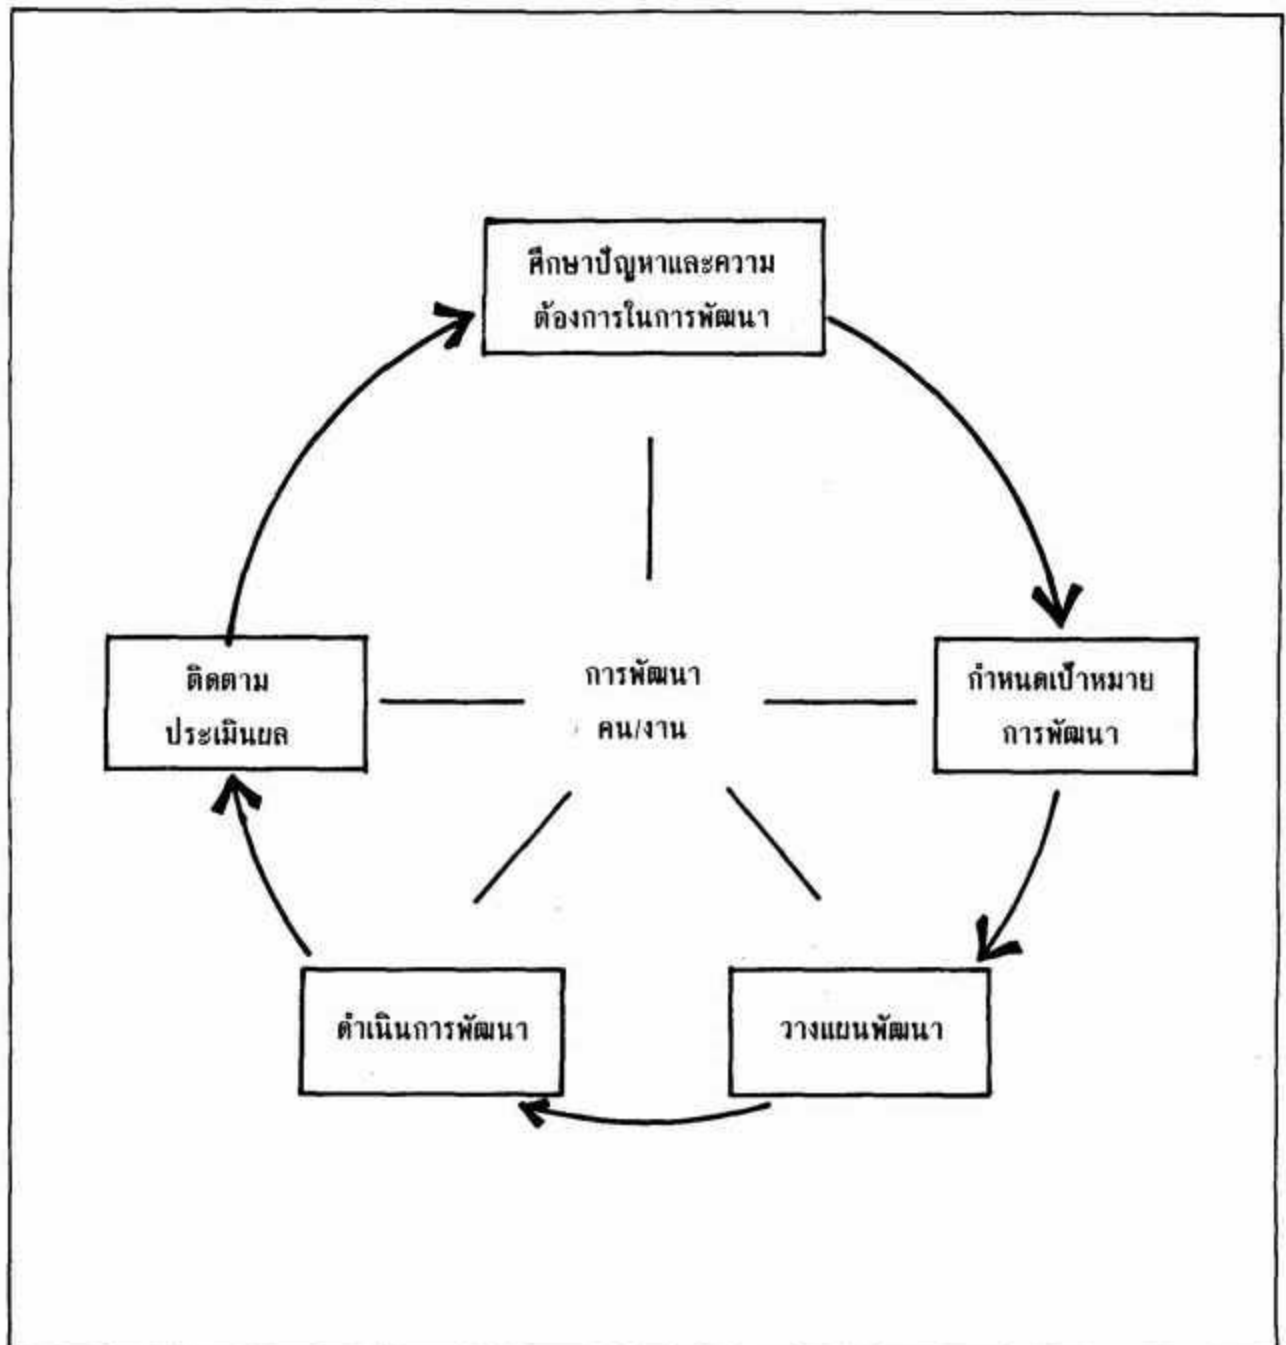 ศึกษาปัญหาและความ
ต้องการในการพัฒนา
กำหนดเป้าหมาย
การพัฒนา
วางแผนพัฒนา
ดำเนินการพัฒนา
ติดตาม
ประเมินผล
การพัฒนา
คน/งาน